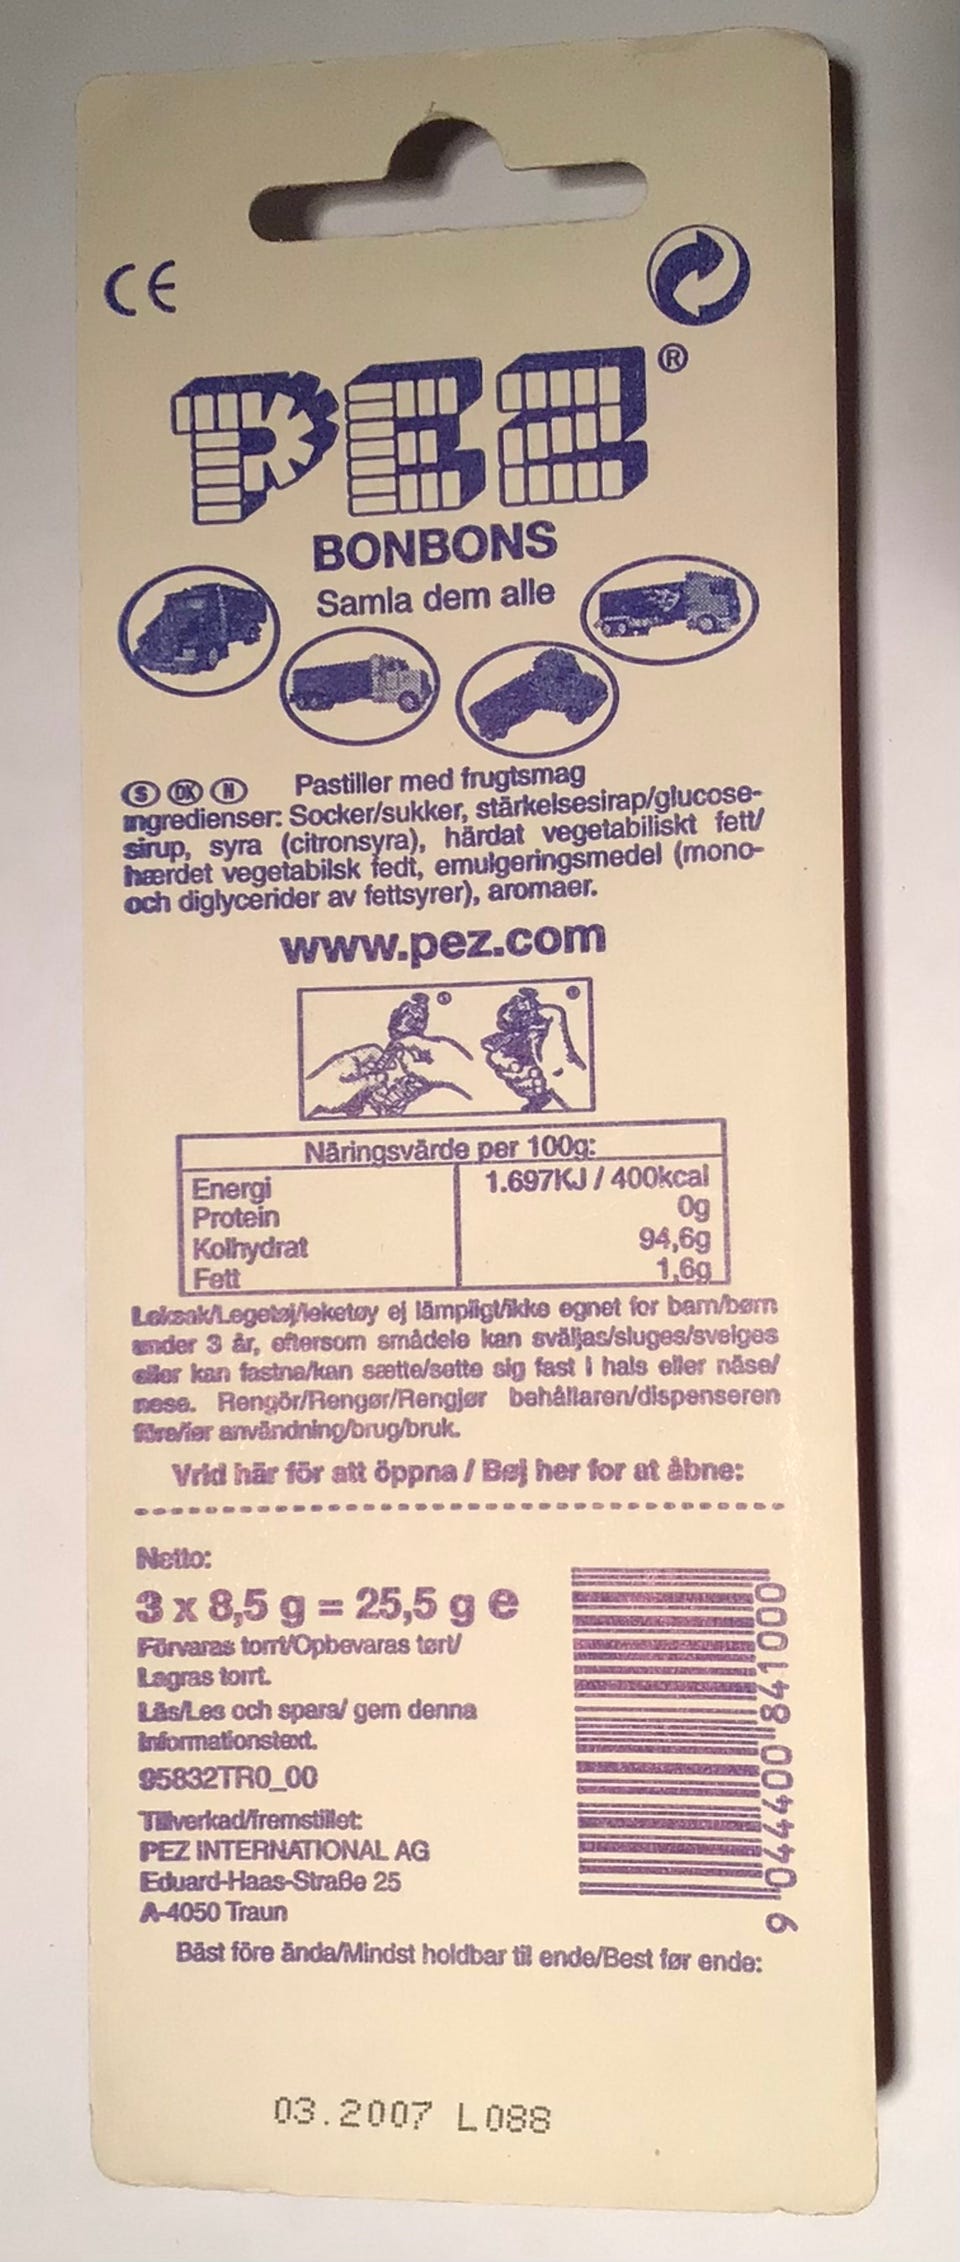 CE
PEZ®
BONBONS
Samla dem alle
S DK N Pastiller med frugtsmag
Ingredienser: Socker/sukker, stärkelsesirap/glucose-
sirup, syra (citronsyra), härdat vegetabiliskt fett/
hærdet vegetabilsk fedt, emulgeringsmedel (mono-
och diglycerider av fettsyrer), aromaer.
www.pez.com
Näringsvärde per 100g:
Energi 1.697KJ / 400kcal
Protein 0g
Kolhydrat 94,6g
Fett 1,6g
Leksak/Legetøj/leketøy ej lämpligt/ikke egnet for barn/børn
under 3 år, eftersom smådele kan sväljas/sluges/svelges
eller kan fastna/kan sætte/sette sig fast i hals eller näse/
nese. Rengör/Rengør/Rengjør behållaren/dispenseren
före/før användning/brug/bruk.
Vrid här för att öppna / Bøj her for at åbne:
Netto:
3 x 8,5 g = 25,5 g e
Förvaras torrt/Opbevaras tørt/
Lagras torrt.
Läs/Les och spara/ gem denna
informationstext.
95832TR0_00
Tillverkad/fremstillet:
PEZ INTERNATIONAL AG
Eduard-Haas-Straße 25
A-4050 Traun
9 044400 841000
Bäst före ända/Mindst holdbar til ende/Best før ende:
03.2007 L088